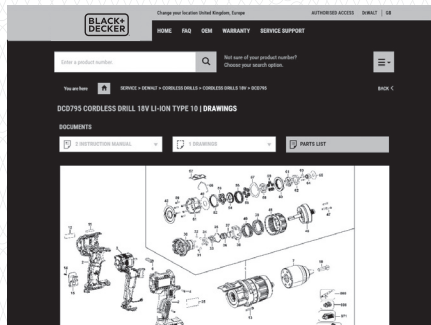 Change your location United Kingdom, Europe
AUTHORISED ACCESS DeWALT | GB
BLACK+
DECKER
HOME FAQ OEM WARRANTY SERVICE SUPPORT
Enter a product number.
Not sure of your product number?
Choose your search option.
You are here
SERVICE > DEWALT > CORDLESS DRILLS > CORDLESS DRILLS 18V > DCD795
BACK <
DCD795 CORDLESS DRILL 18V LI-ION TYPE 10 | DRAWINGS
DOCUMENTS
2 INSTRUCTION MANUAL
1 DRAWINGS
PARTS LIST